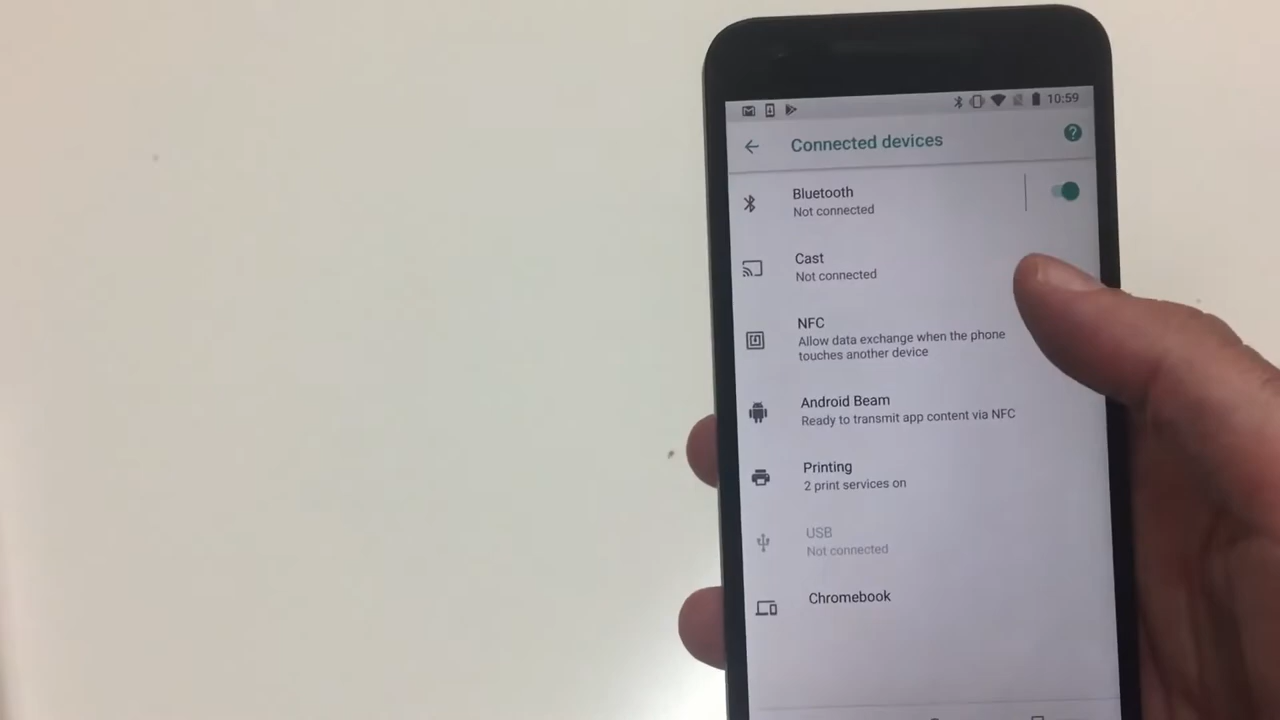 10:59
Connected devices
?
Bluetooth
Not connected
Cast
Not connected
NFC
Allow data exchange when the phone
touches another device
Android Beam
Ready to transmit app content via NFC
Printing
2 print services on
USB
Not connected
Chromebook